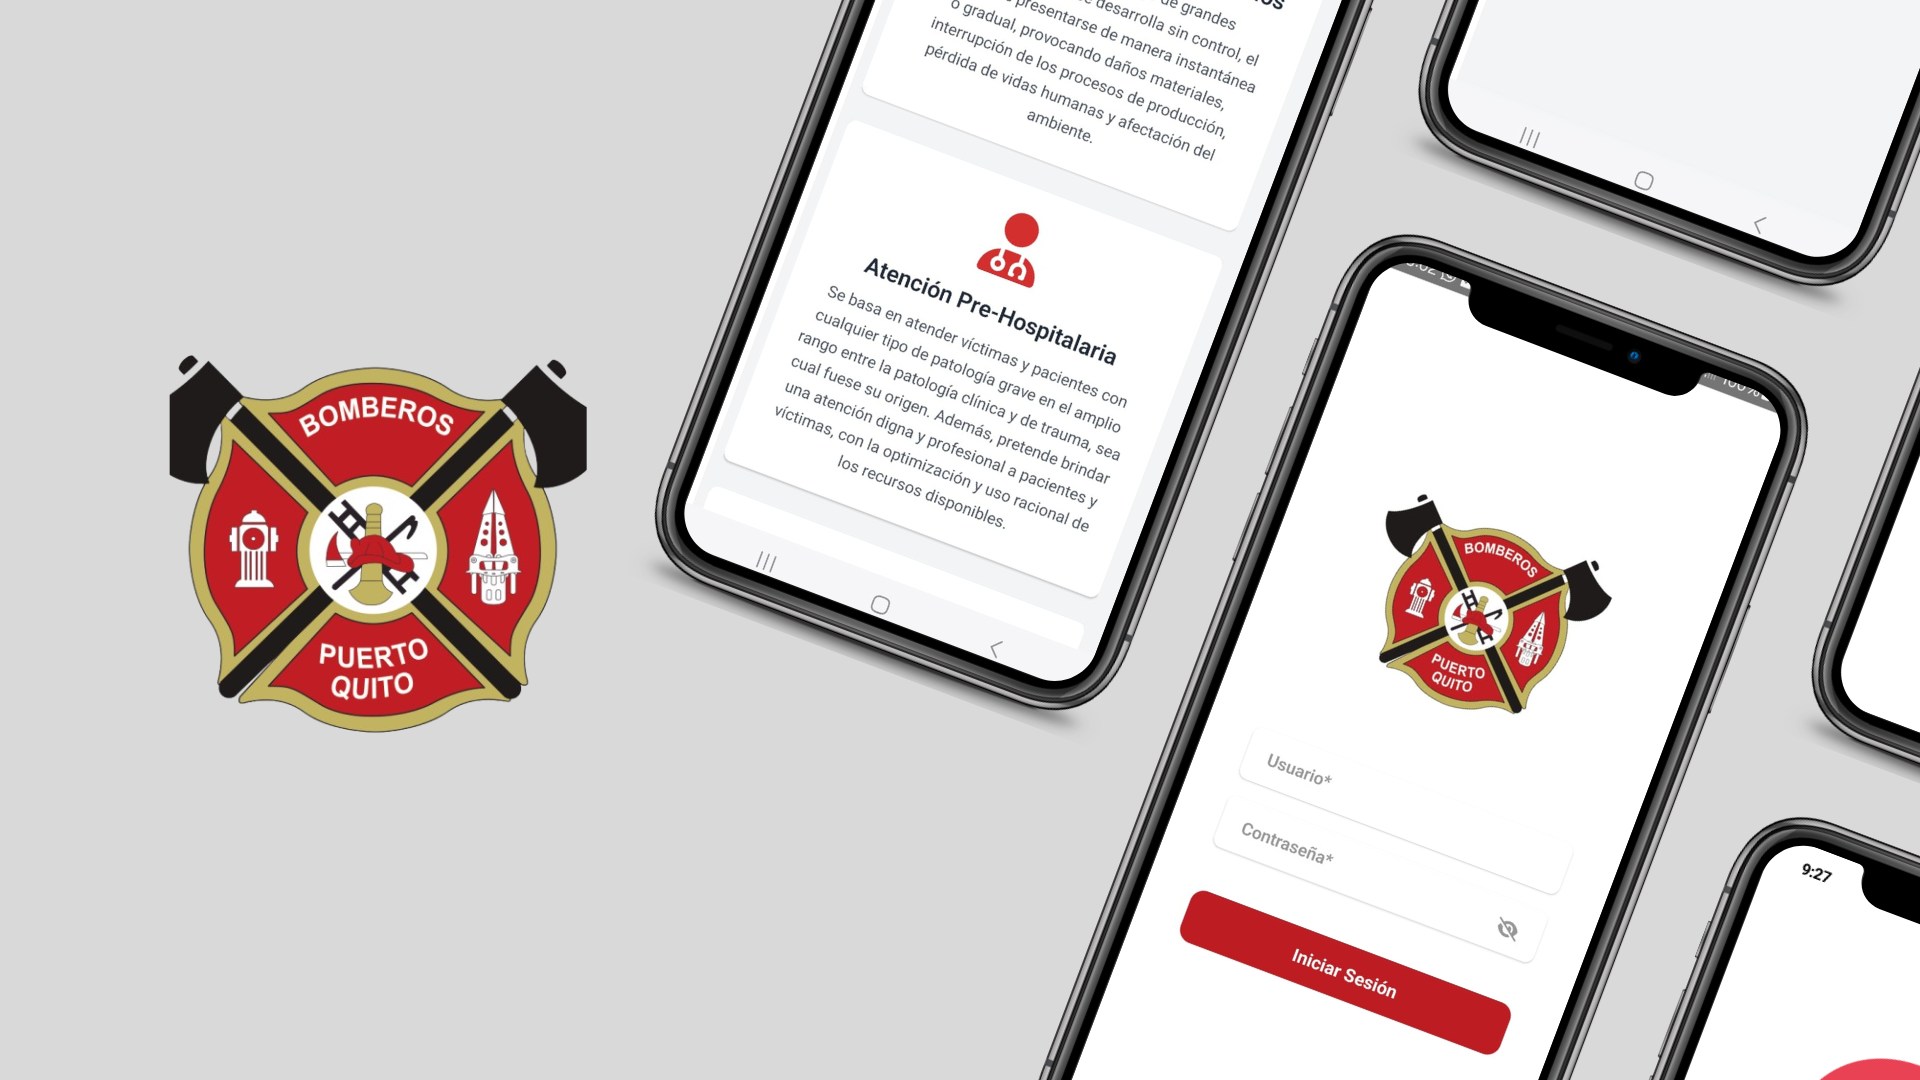 BOMBEROS
PUERTO
QUITO
de grandes
desarrolla sin control, el
presentarse de manera instantánea
o gradual, provocando daños materiales,
interrupción de los procesos de producción,
pérdida de vidas humanas y afectación del
ambiente.
Atención Pre-Hospitalaria
Se basa en atender víctimas y pacientes con
cualquier tipo de patología grave en el amplio
rango entre la patología clínica y de trauma, sea
cual fuese su origen. Además, pretende brindar
una atención digna y profesional a pacientes y
víctimas, con la optimización y uso racional de
los recursos disponibles.
100%
BOMBEROS
PUERTO
QUITO
Usuario*
Contraseña*
Iniciar Sesión
9:27